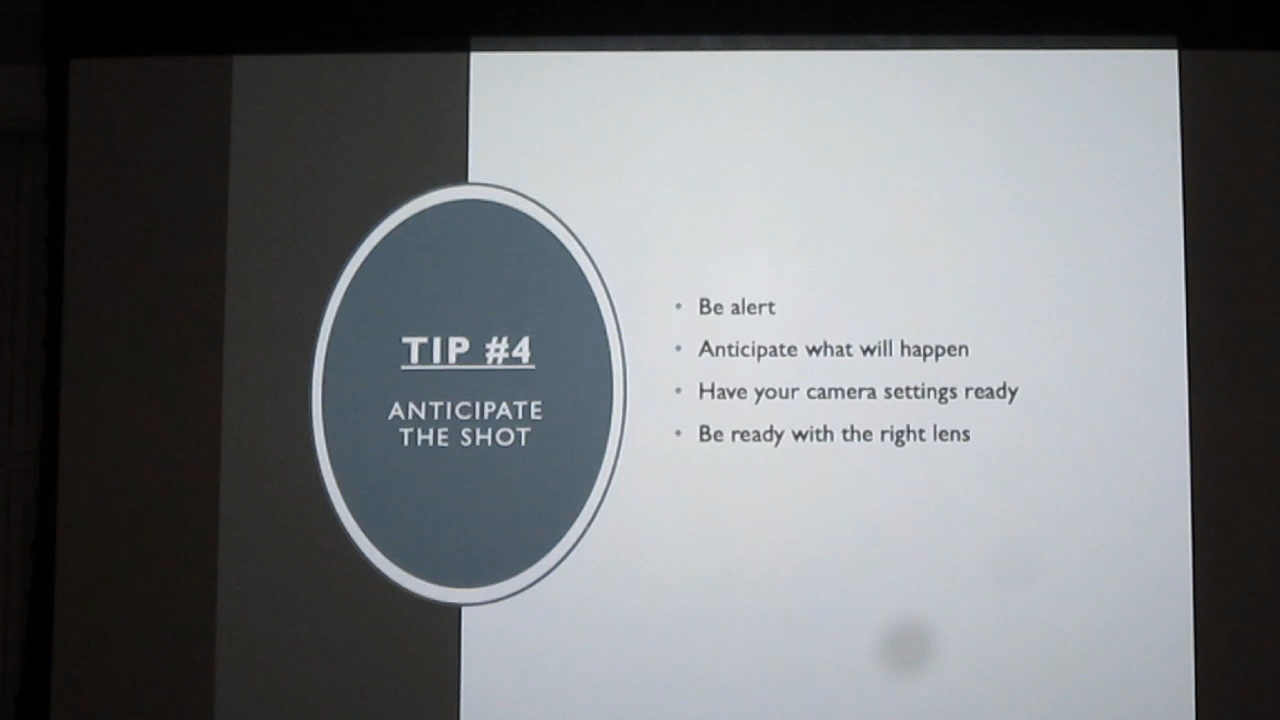 TIP #4
ANTICIPATE
THE SHOT
• Be alert
• Anticipate what will happen
• Have your camera settings ready
• Be ready with the right lens